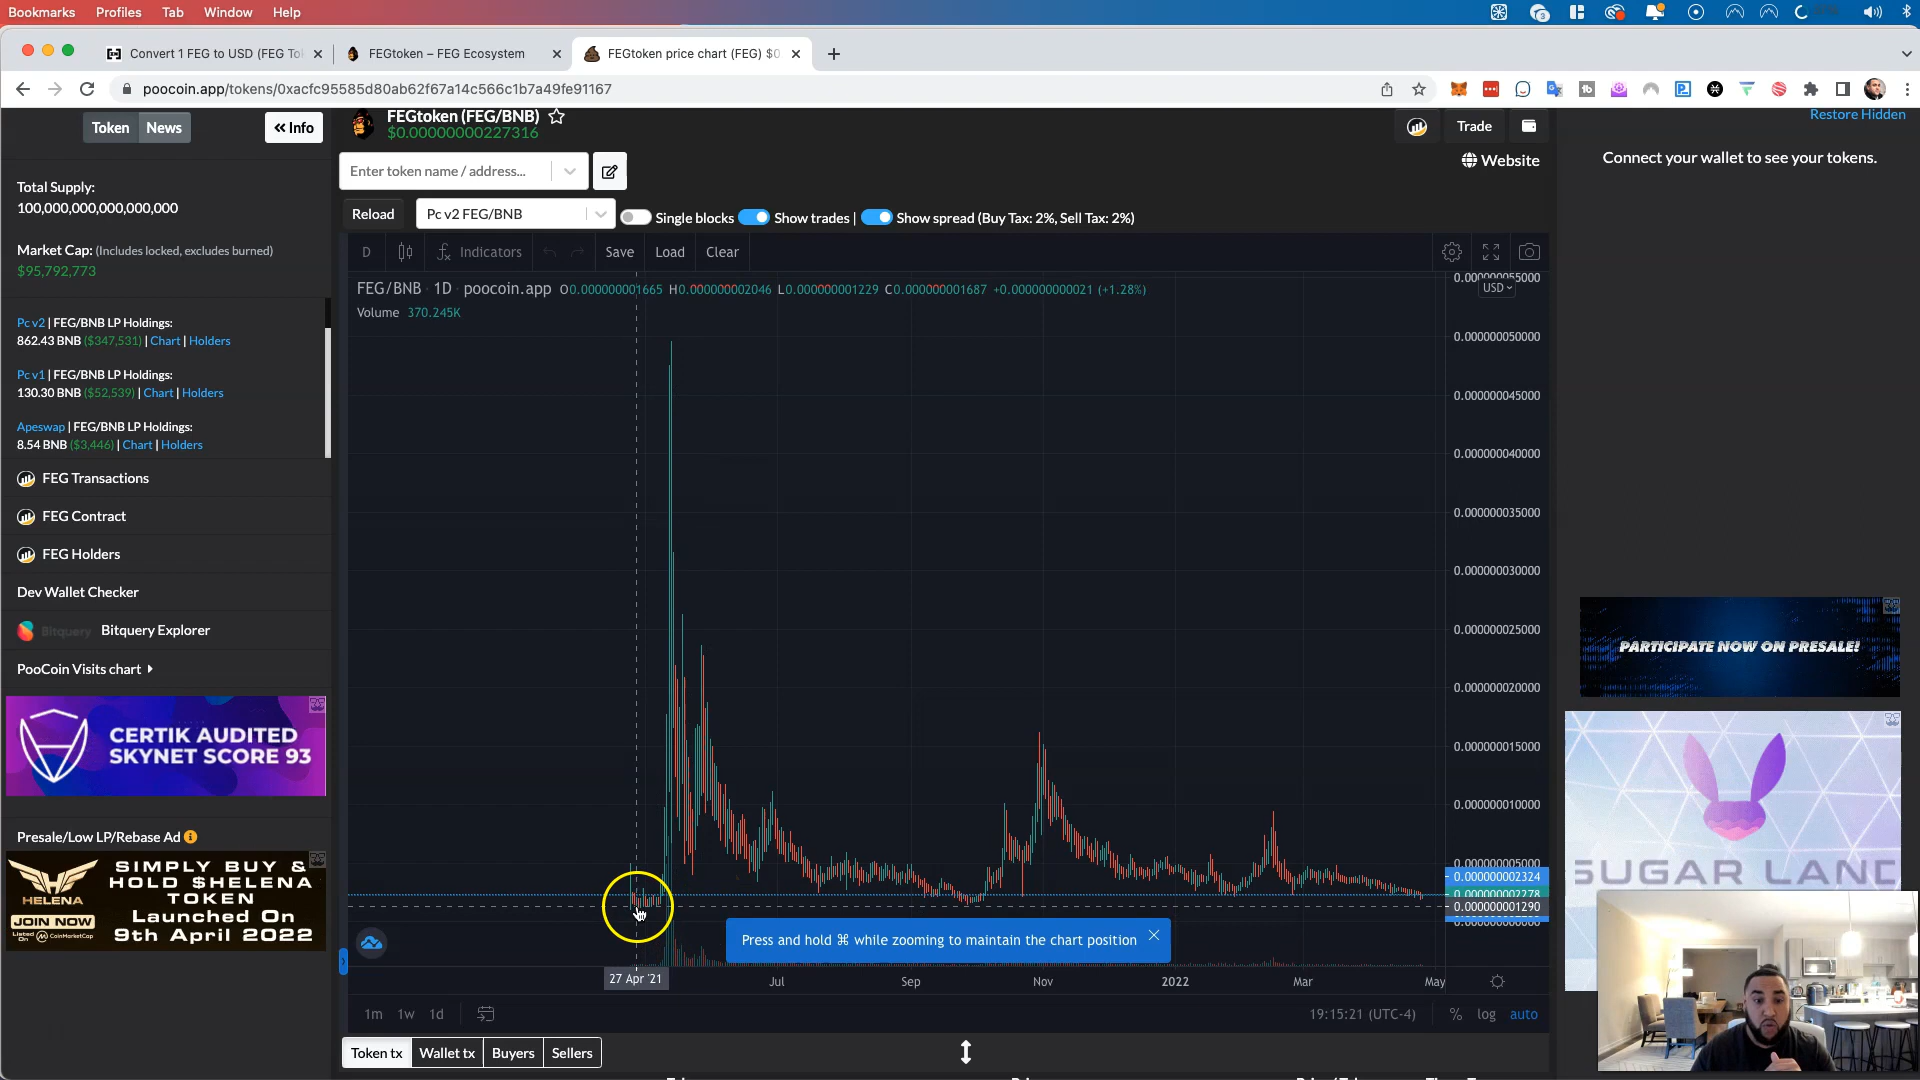 Bookmarks Profiles Tab Window Help
Convert 1 FEG to USD (FEG To
FEGtoken – FEG Ecosystem
FEGtoken price chart (FEG) $0
poocoin.app/tokens/0xacfc95585d80ab62f67a14c566c1b7a49fe91167
Token News
Info
Total Supply:
100,000,000,000,000,000
Market Cap: (Includes locked, excludes burned)
$95,792,773
Pc v2 | FEG/BNB LP Holdings:
862.43 BNB ($347,531) | Chart | Holders
Pc v1 | FEG/BNB LP Holdings:
130.30 BNB ($52,539) | Chart | Holders
Apeswap | FEG/BNB LP Holdings:
8.54 BNB ($3,446) | Chart | Holders
FEG Transactions
FEG Contract
FEG Holders
Dev Wallet Checker
Bitquery Bitquery Explorer
PooCoin Visits chart
CERTIK AUDITED
SKYNET SCORE 93
Presale/Low LP/Rebase Ad
HELENA
JOIN NOW
Listed On CoinMarketCap
SIMPLY BUY &
HOLD $HELENA
TOKEN
Launched On
9th April 2022
FEGtoken (FEG/BNB)
$0.00000000227316
Trade
Enter token name / address...
Website
Reload
Pc v2 FEG/BNB
Single blocks
Show trades |
Show spread (Buy Tax: 2%, Sell Tax: 2%)
D
Indicators
Save
Load
Clear
FEG/BNB · 1D · poocoin.app O0.000000001665 H0.000000002046 L0.000000001229 C0.000000001687 +0.000000000021 (+1.28%)
Volume 370.245K
0.000000055000
USD
0.000000050000
0.000000045000
0.000000040000
0.000000035000
0.000000030000
0.000000025000
0.000000020000
0.000000015000
0.000000010000
0.000000005000
0.000000002324
0.000000002278
0.000000001290
Press and hold ⌘ while zooming to maintain the chart position
27 Apr '21
Jul
Sep
Nov
2022
Mar
May
1m 1w 1d
19:15:21 (UTC-4)
%
log
auto
Token tx
Wallet tx
Buyers
Sellers
Restore Hidden
Connect your wallet to see your tokens.
PARTICIPATE NOW ON PRESALE!
SUGAR LAND